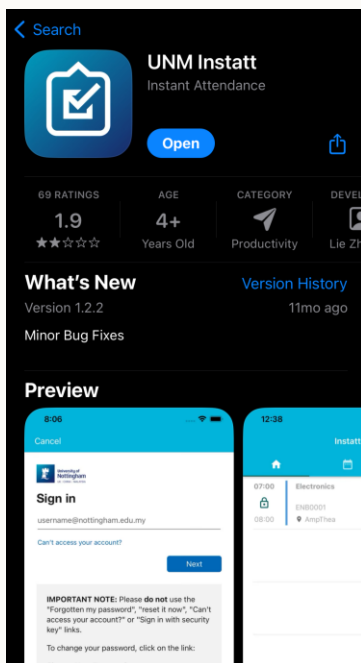 Search
UNM Instatt
Instant Attendance
Open
69 RATINGS
AGE
CATEGORY
1.9
4+
Years Old
Productivity
Lie
What's New
Version History
Version 1.2.2
11mo ago
Minor Bug Fixes
Preview
8:06
Cancel
University of
Nottingham
Sign in
username@nottingham.edu.my
Can't access your account?
Next
IMPORTANT NOTE: Please do not use the
"Forgotten my password", "reset it now", "Can't
access your account?" or "Sign in with security
key" links.
To change your password, click on the link:
12:38
Instatt
07:00
Electronics
ENB0001
08:00
AmpThea